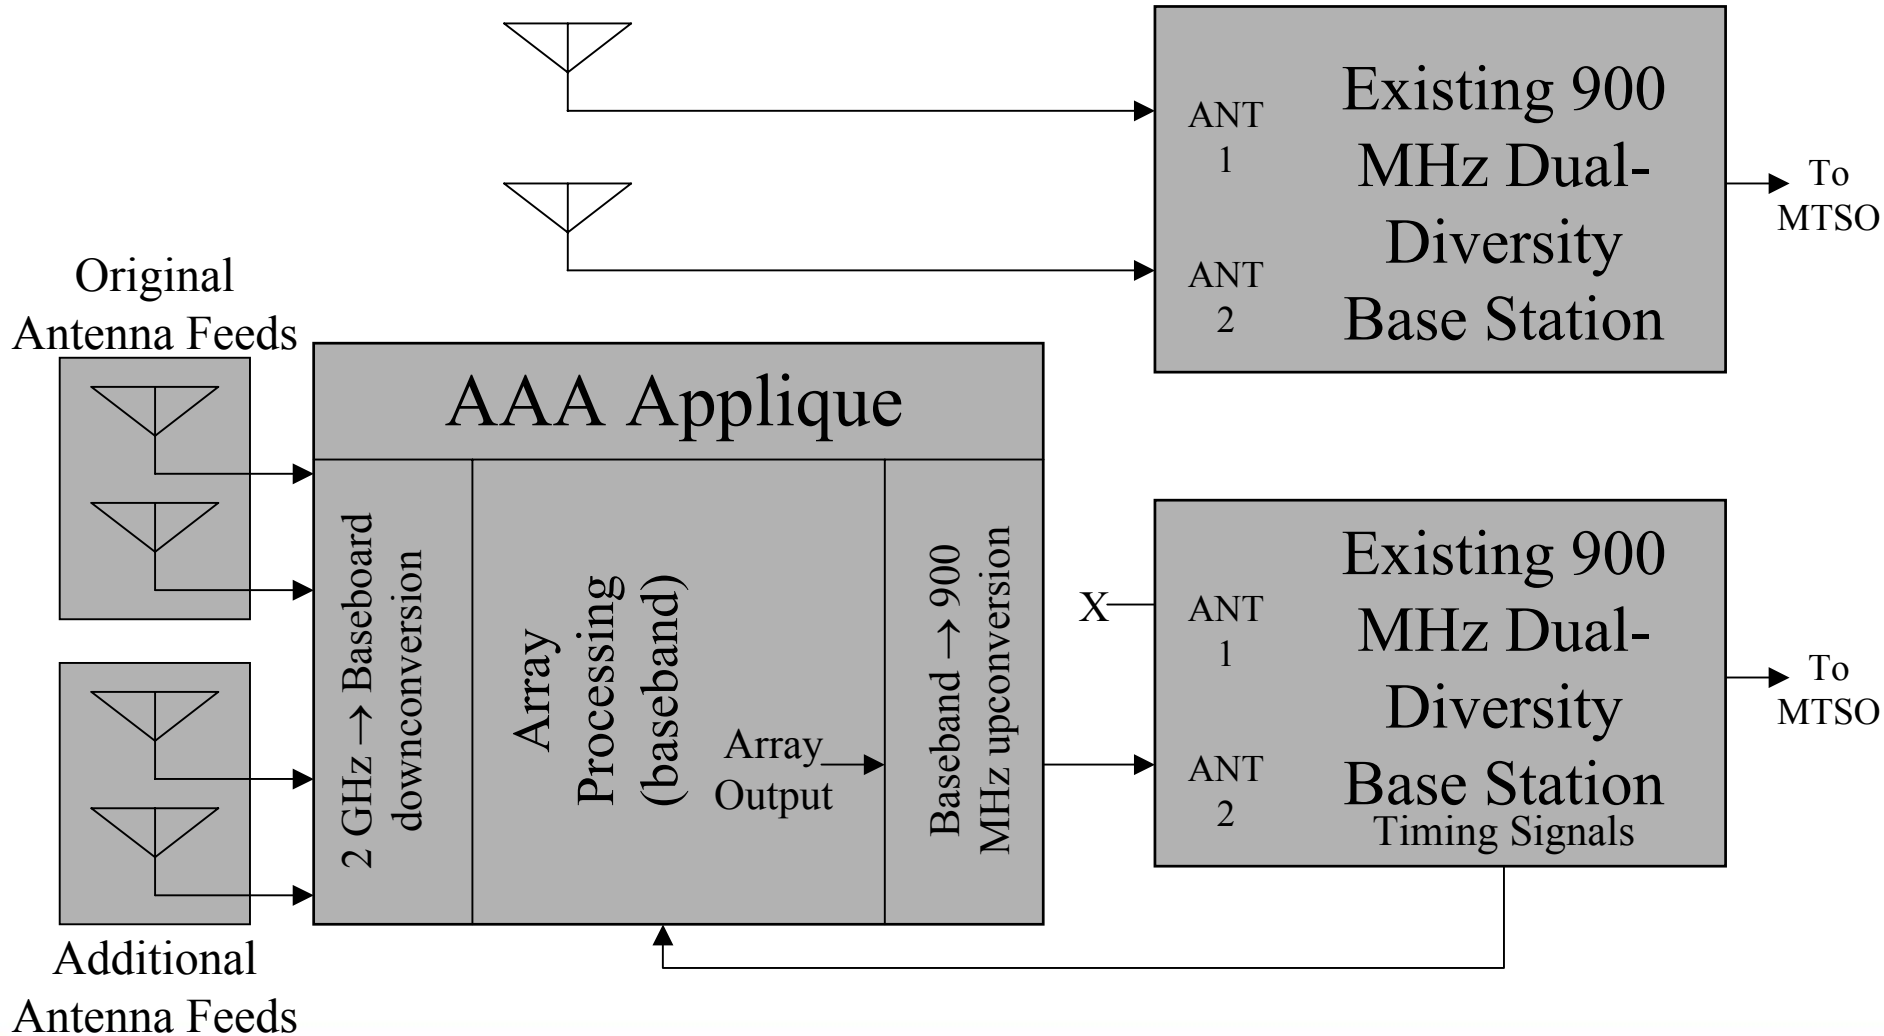 ANT
1
ANT
2
Existing 900
MHz Dual-
Diversity
Base Station
To
MTSO
Original
Antenna Feeds
AAA Applique
2 GHz → Baseboard
downconversion
Array
Processing
(baseband)
Array
Output
Baseband → 900
MHz upconversion
X
ANT
1
ANT
2
Existing 900
MHz Dual-
Diversity
Base Station
Timing Signals
To
MTSO
Additional
Antenna Feeds